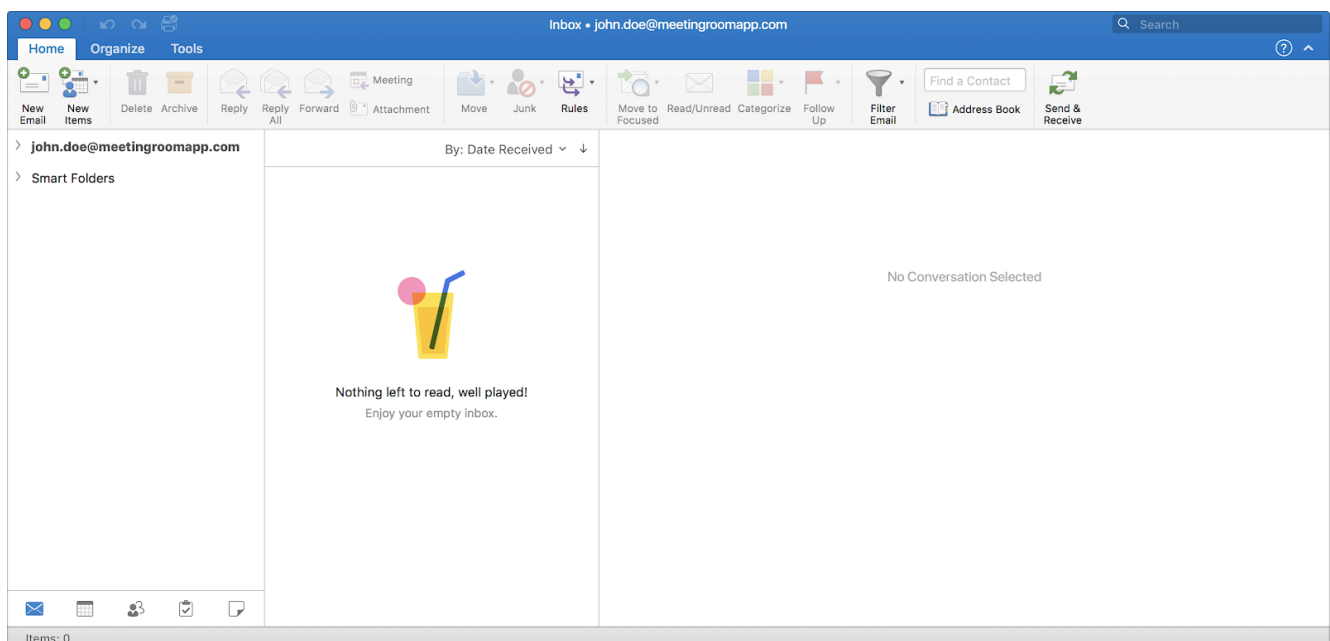 Inbox • john.doe@meetingroomapp.com
Search
Home Organize Tools
?
New Email
New Items
Delete
Archive
Reply
Reply All
Forward
Meeting
Attachment
Move
Junk
Rules
Move to Focused
Read/Unread
Categorize
Follow Up
Filter Email
Find a Contact
Address Book
Send & Receive
john.doe@meetingroomapp.com
Smart Folders
By: Date Received
Nothing left to read, well played!
Enjoy your empty inbox.
No Conversation Selected
Items: 0